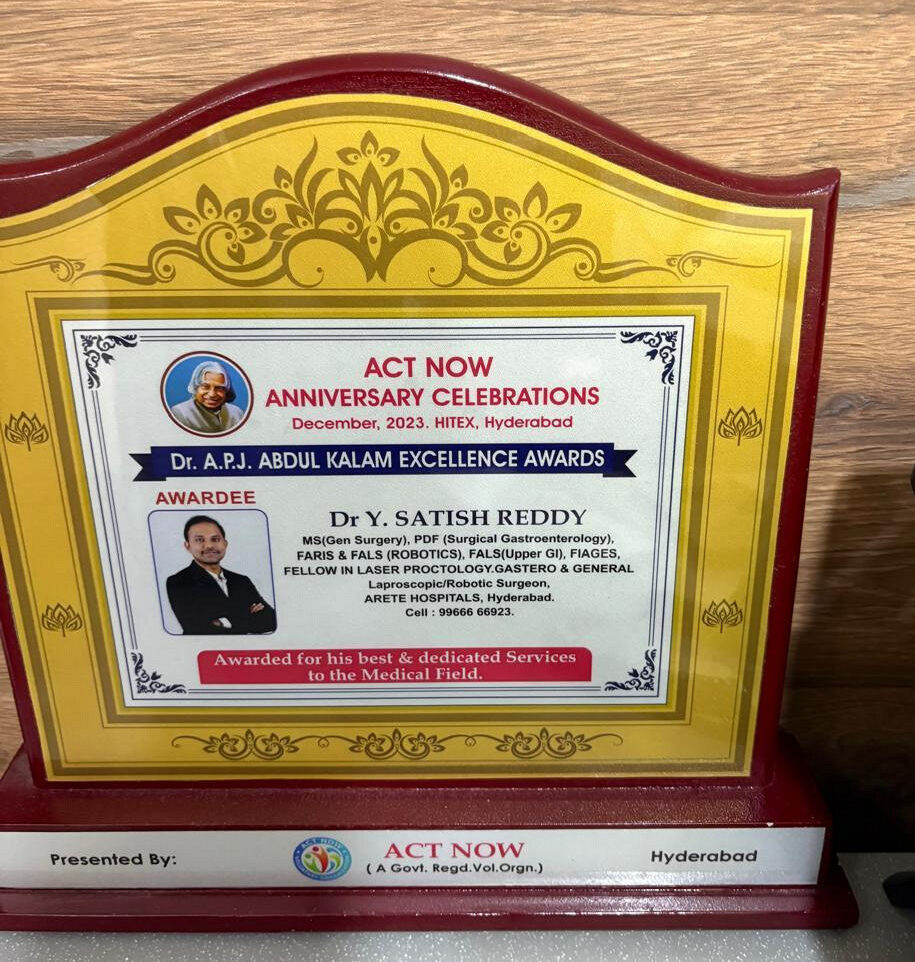 ACT NOW
ANNIVERSARY CELEBRATIONS
December, 2023. HITEX, Hyderabad
Dr. A.P.J. ABDUL KALAM EXCELLENCE AWARDS
AWARDEE
Dr Y. SATISH REDDY
MS(Gen Surgery), PDF (Surgical Gastroenterology),
FARIS & FALS (ROBOTICS), FALS(Upper GI), FIAGES,
FELLOW IN LASER PROCTOLOGY.GASTERO & GENERAL
Laproscopic/Robotic Surgeon,
ARETE HOSPITALS, Hyderabad.
Cell : 99666 66923.
Awarded for his best & dedicated Services
to the Medical Field.
Presented By:
ACT NOW
ACT NOW
( A Govt. Regd.Vol.Orgn.)
Hyderabad